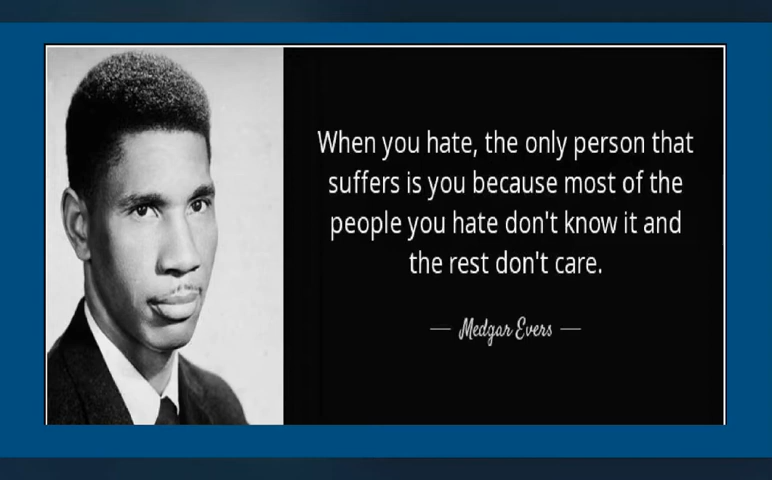 When you hate, the only person that
suffers is you because most of the
people you hate don't know it and
the rest don't care.
— Medgar Evers —